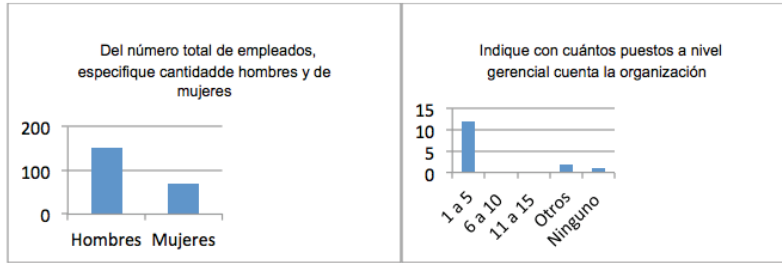 Del número total de empleados,
especifique cantidadde hombres y de
mujeres
200
100
0
Hombres Mujeres
Indique con cuántos puestos a nivel
gerencial cuenta la organización
15
10
5
0
1 a 5
6 a 10
11 a 15
Otros
Ninguno